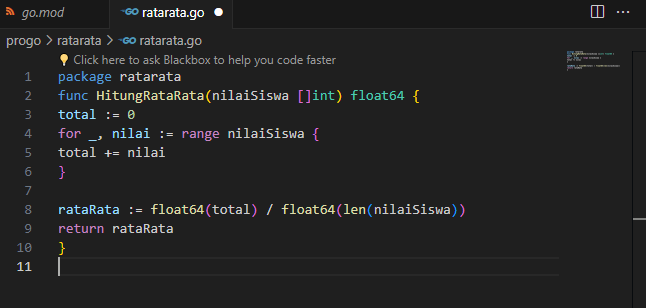 go.mod
GO ratarata.go
progo > ratarata > GO ratarata.go
Click here to ask Blackbox to help you code faster
1 package ratarata
2 func HitungRataRata(nilaiSiswa []int) float64 {
3 total := 0
4 for _, nilai := range nilaiSiswa {
5 total += nilai
6 }
7
8 rataRata := float64(total) / float64(len(nilaiSiswa))
9 return rataRata
10 }
11